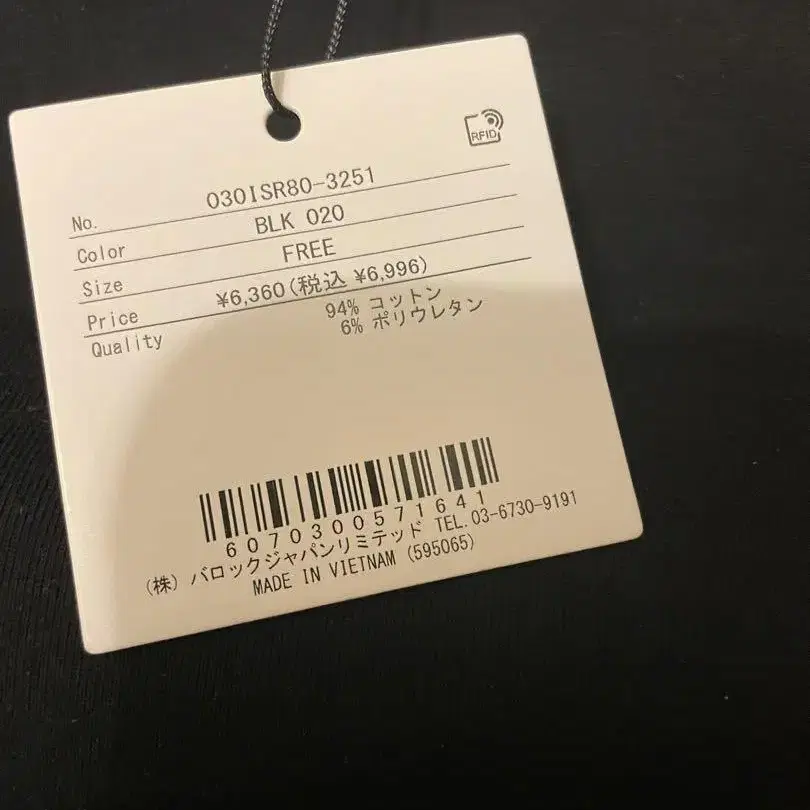 RFID
No. 030ISR80-3251
Color BLK 020
Size FREE
Price ¥6,360(税込 ¥6,996)
Quality 94% コットン
6% ポリウレタン
6070300571641
(株) バロックジャパンリミテッド TEL.03-6730-9191
MADE IN VIETNAM (595065)